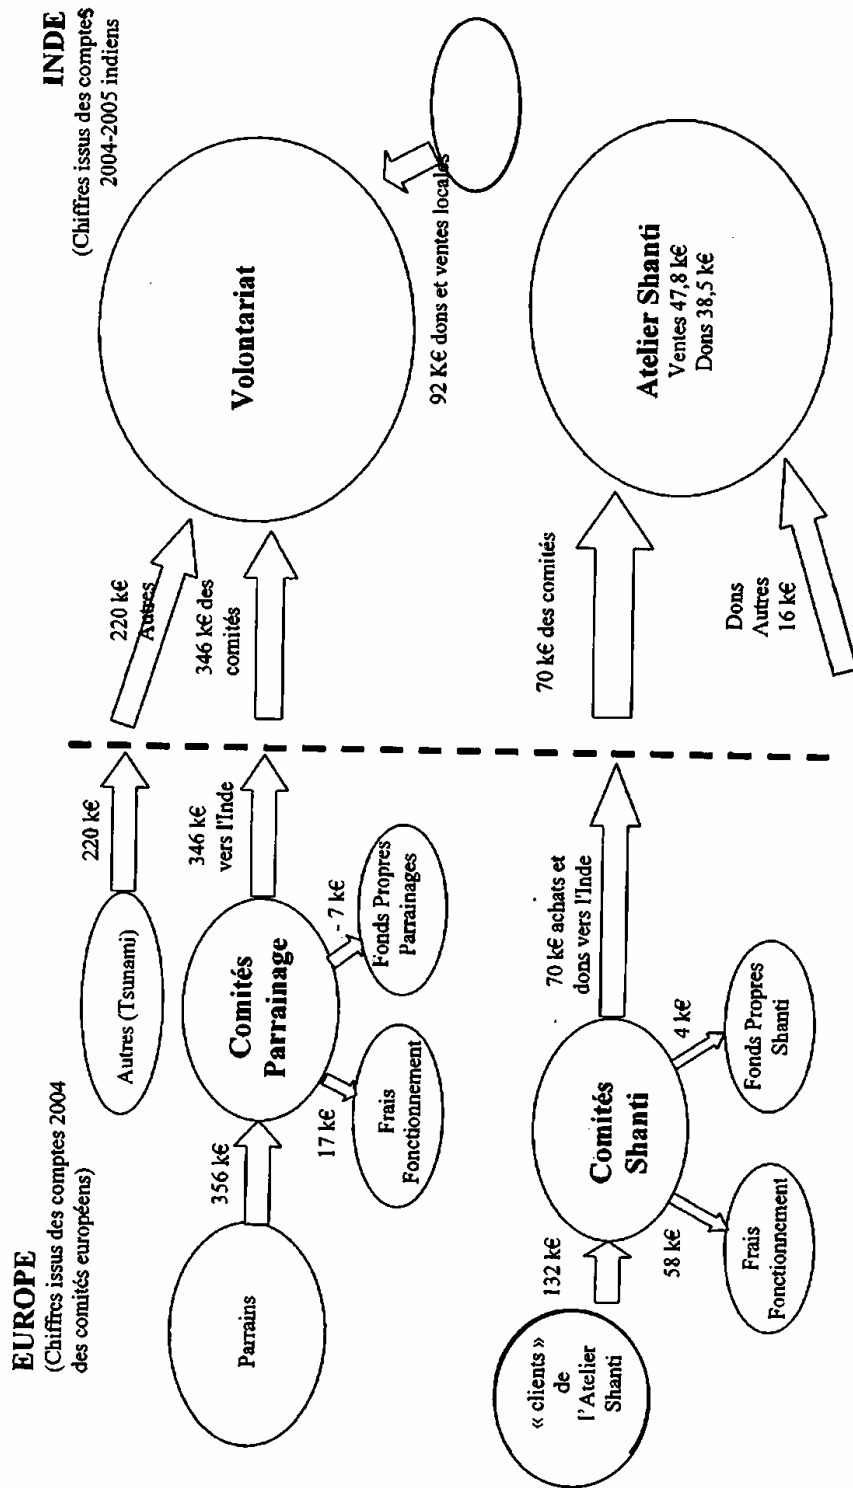 EUROPE
(Chiffres issus des comptes 2004
des comités européens)
INDE
(Chiffres issus des comptes
2004-2005 indiens
Autres (Tsunami)
220 k€
220 k€
Autres
Parrains
356 k€
Comités
Parrainage
346 k€
vers l'Inde
346 k€ des
comités
Volontariat
17 k€
- 7 k€
Frais
Fonctionnement
Fonds Propres
Parrainages
92 K€ dons et ventes locales
« clients »
de
l'Atelier
Shanti
132 k€
Comités
Shanti
70 k€ achats et
dons vers l'Inde
70 k€ des comités
Atelier Shanti
Ventes 47,8 k€
Dons 38,5 k€
58 k€
4 k€
Frais
Fonctionnement
Fonds Propres
Shanti
Dons
Autres
16 k€